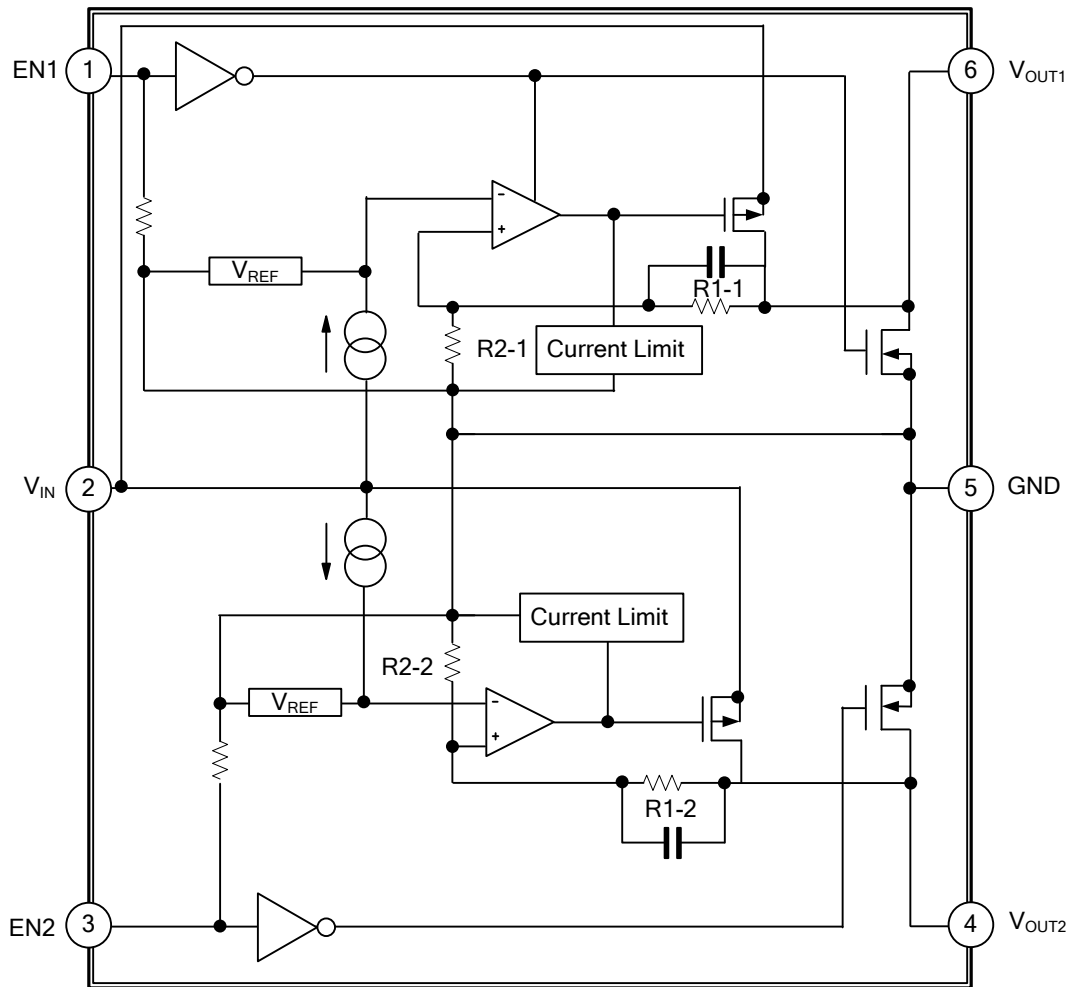 EN1
1
6
VOUT1
-
+
VREF
R1-1
R2-1
Current Limit
VIN
2
5
GND
Current Limit
R2-2
VREF
-
+
R1-2
EN2
3
4
VOUT2